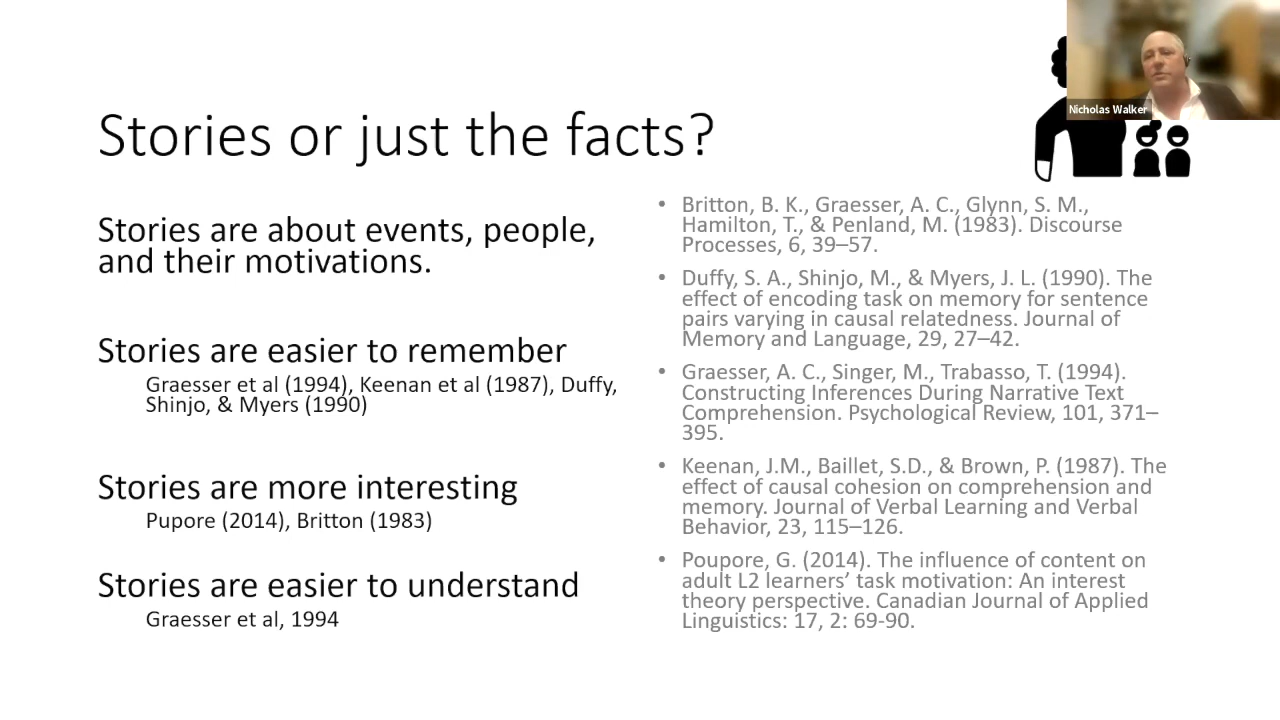 Nicholas Walker
Stories or just the facts?
Stories are about events, people,
and their motivations.
Stories are easier to remember
Graesser et al (1994), Keenan et al (1987), Duffy,
Shinjo, & Myers (1990)
Stories are more interesting
Pupore (2014), Britton (1983)
Stories are easier to understand
Graesser et al, 1994
• Britton, B. K., Graesser, A. C., Glynn, S. M.,
Hamilton, T., & Penland, M. (1983). Discourse
Processes, 6, 39–57.
• Duffy, S. A., Shinjo, M., & Myers, J. L. (1990). The
effect of encoding task on memory for sentence
pairs varying in causal relatedness. Journal of
Memory and Language, 29, 27–42.
• Graesser, A. C., Singer, M., Trabasso, T. (1994).
Constructing Inferences During Narrative Text
Comprehension. Psychological Review, 101, 371–
395.
• Keenan, J.M., Baillet, S.D., & Brown, P. (1987). The
effect of causal cohesion on comprehension and
memory. Journal of Verbal Learning and Verbal
Behavior, 23, 115–126.
• Poupore, G. (2014). The influence of content on
adult L2 learners’ task motivation: An interest
theory perspective. Canadian Journal of Applied
Linguistics: 17, 2: 69-90.